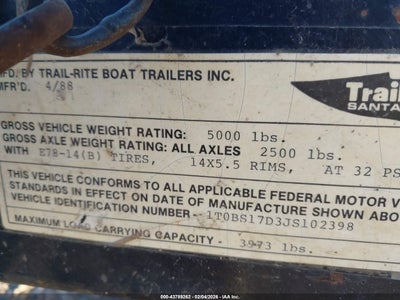 MFD. BY TRAIL-RITE BOAT TRAILERS INC.
MFR'D. 4/88
Trail
SANTA
GROSS VEHICLE WEIGHT RATING: 5000 lbs.
GROSS AXLE WEIGHT RATING: ALL AXLES 2500 lbs.
WITH E78-14(B) TIRES, 14X5.5 RIMS, AT 32 PS
THIS VEHICLE CONFORMS TO ALL APPLICABLE FEDERAL MOTOR V
STANDARDS IN EFFECT ON DATE OF MANUFACTURE SHOWN ABO
VEHICLE IDENTIFICATION NUMBER 1T0BS17D3JS102398
MAXIMUM LOAD CARRYING CAPACITY - 3973 lbs.
000-43799262 - 02/04/2026 - IAA